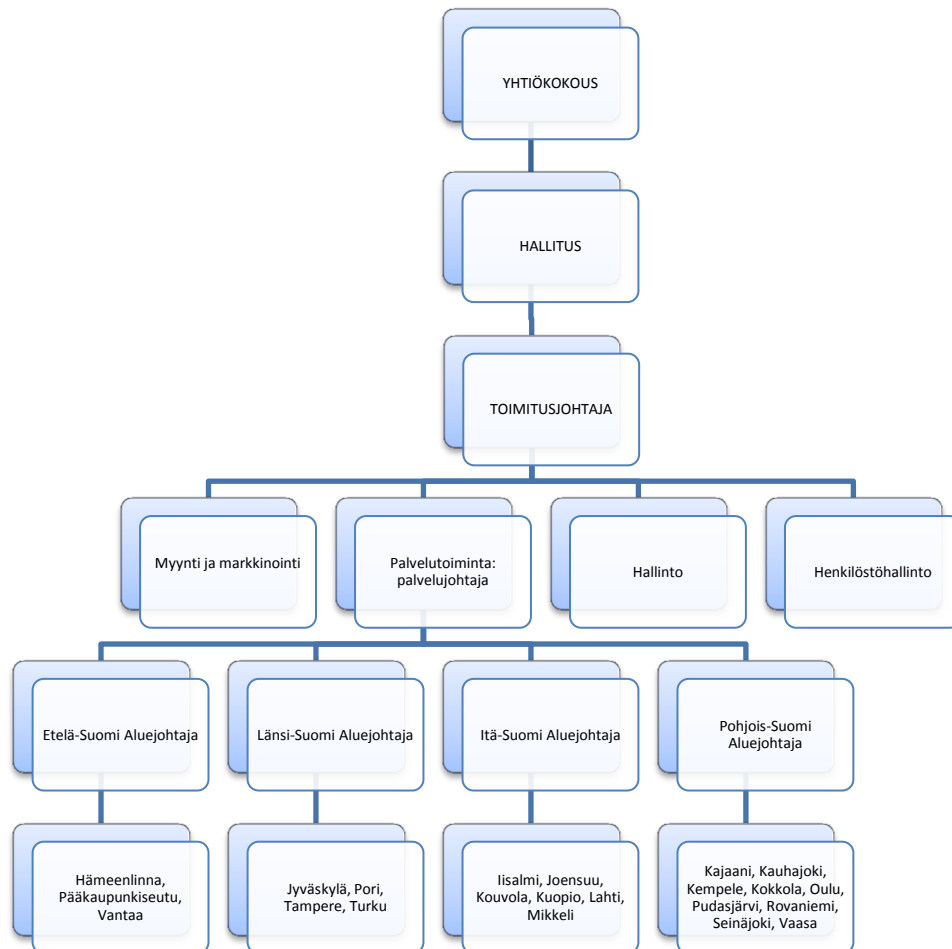 YHTIÖKOKOUS
HALLITUS
TOIMITUSJOHTAJA
Myynti ja markkinointi
Palvelutoiminta:
palvelujohtaja
Hallinto
Henkilöstöhallinto
Etelä-Suomi Aluejohtaja
Länsi-Suomi Aluejohtaja
Itä-Suomi Aluejohtaja
Pohjois-Suomi
Aluejohtaja
Hämeenlinna,
Pääkaupunkiseutu,
Vantaa
Jyväskylä, Pori,
Tampere, Turku
Iisalmi, Joensuu,
Kouvola, Kuopio, Lahti,
Mikkeli
Kajaani, Kauhajoki,
Kempele, Kokkola, Oulu,
Pudasjärvi, Rovaniemi,
Seinäjoki, Vaasa